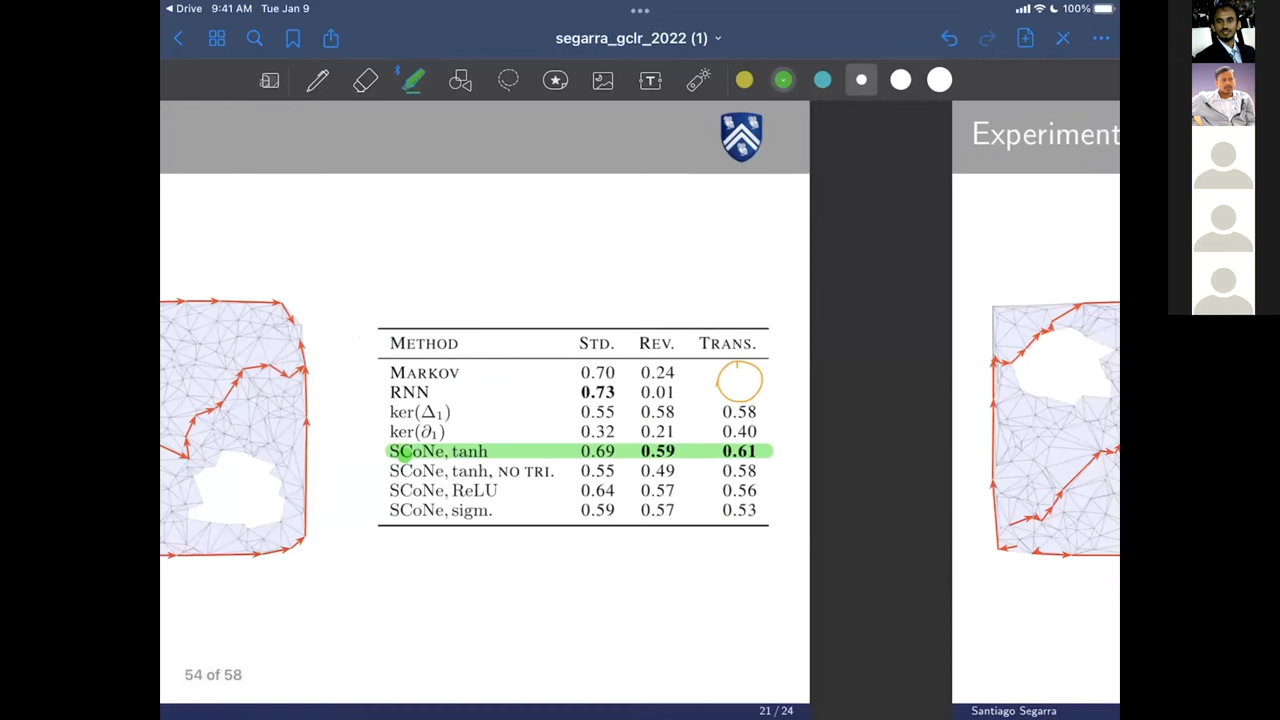 Drive 9:41 AM Tue Jan 9 100%
segarra_gclr_2022 (1)
T
Experiment
METHOD STD. REV. TRANS.
MARKOV 0.70 0.24
RNN 0.73 0.01
ker(Δ₁) 0.55 0.58 0.58
ker(∂₁) 0.32 0.21 0.40
SCoNe, tanh 0.69 0.59 0.61
SCoNe, tanh, NO TRI. 0.55 0.49 0.58
SCoNe, ReLU 0.64 0.57 0.56
SCoNe, sigm. 0.59 0.57 0.53
54 of 58
21 / 24
Santiago Segarra